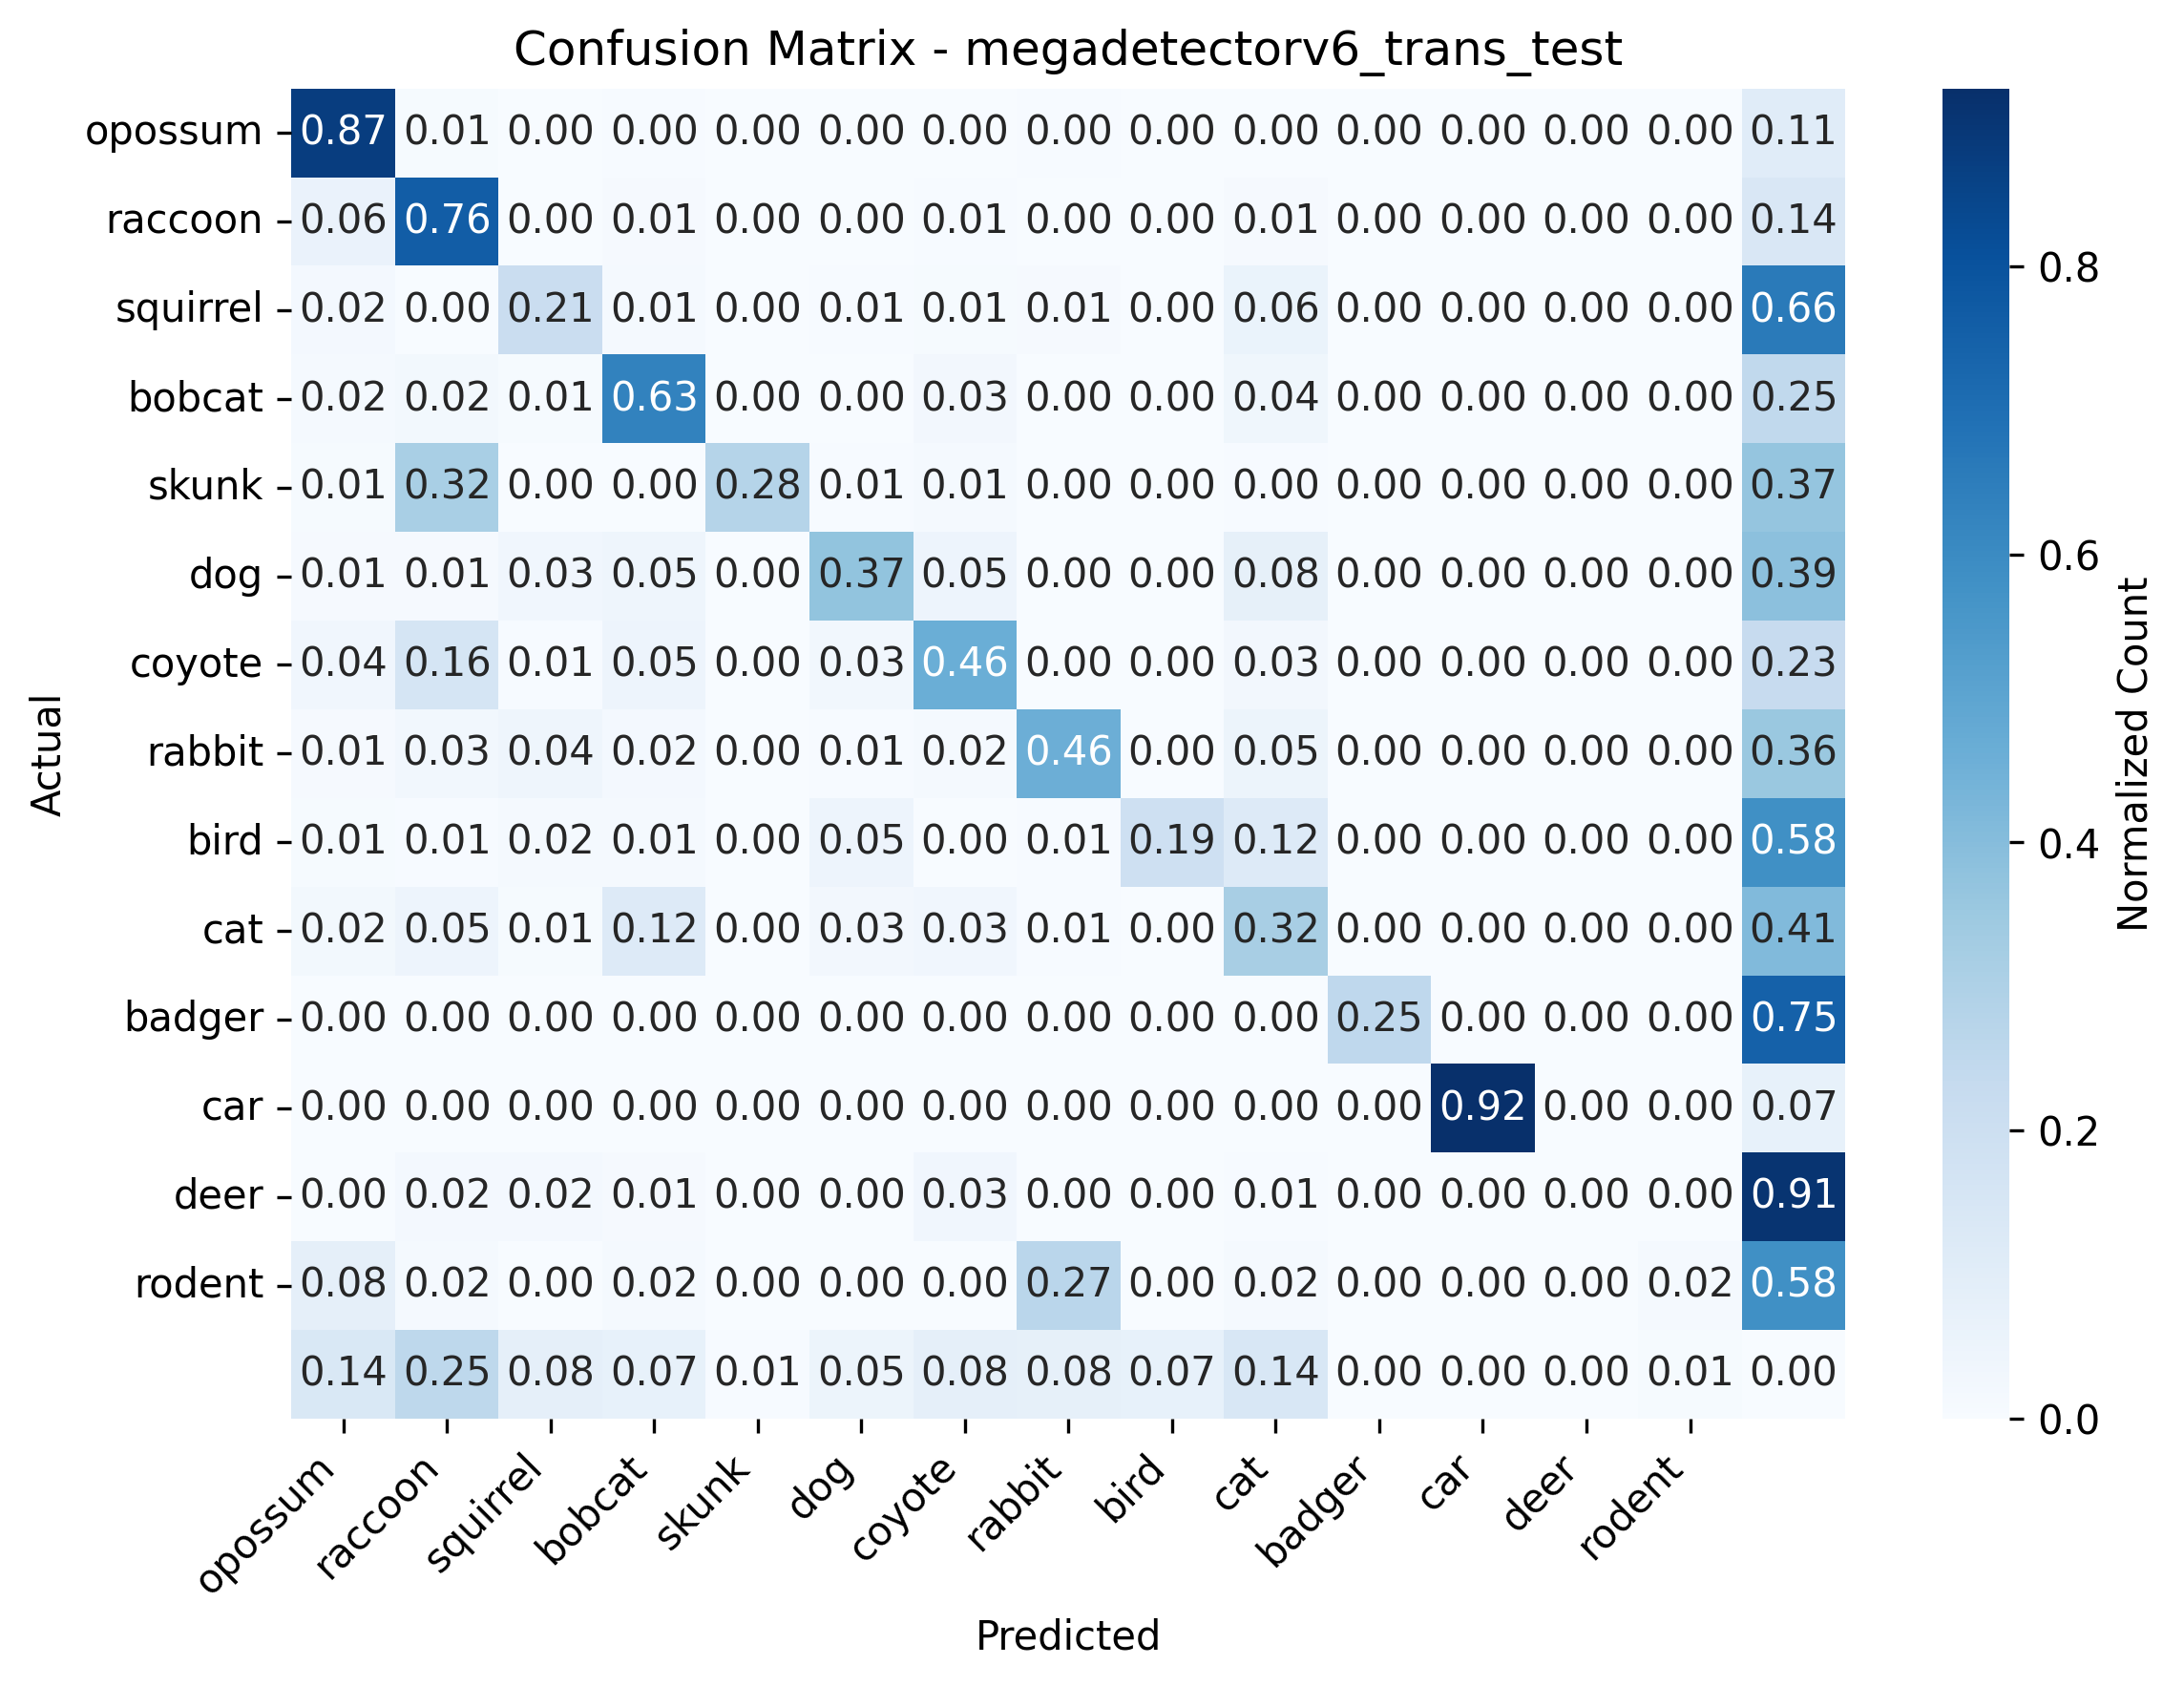 Confusion Matrix - megadetectorv6_trans_test
opossum 0.87 0.01 0.00 0.00 0.00 0.00 0.00 0.00 0.00 0.00 0.00 0.00 0.00 0.00 0.11
raccoon 0.06 0.76 0.00 0.01 0.00 0.00 0.01 0.00 0.00 0.01 0.00 0.00 0.00 0.00 0.14
squirrel 0.02 0.00 0.21 0.01 0.00 0.01 0.01 0.01 0.00 0.06 0.00 0.00 0.00 0.00 0.66
bobcat 0.02 0.02 0.01 0.63 0.00 0.00 0.03 0.00 0.00 0.04 0.00 0.00 0.00 0.00 0.25
skunk 0.01 0.32 0.00 0.00 0.28 0.01 0.01 0.00 0.00 0.00 0.00 0.00 0.00 0.00 0.37
dog 0.01 0.01 0.03 0.05 0.00 0.37 0.05 0.00 0.00 0.08 0.00 0.00 0.00 0.00 0.39
coyote 0.04 0.16 0.01 0.05 0.00 0.03 0.46 0.00 0.00 0.03 0.00 0.00 0.00 0.00 0.23
rabbit 0.01 0.03 0.04 0.02 0.00 0.01 0.02 0.46 0.00 0.05 0.00 0.00 0.00 0.00 0.36
bird 0.01 0.01 0.02 0.01 0.00 0.05 0.00 0.01 0.19 0.12 0.00 0.00 0.00 0.00 0.58
cat 0.02 0.05 0.01 0.12 0.00 0.03 0.03 0.01 0.00 0.32 0.00 0.00 0.00 0.00 0.41
badger 0.00 0.00 0.00 0.00 0.00 0.00 0.00 0.00 0.00 0.00 0.25 0.00 0.00 0.00 0.75
car 0.00 0.00 0.00 0.00 0.00 0.00 0.00 0.00 0.00 0.00 0.00 0.92 0.00 0.00 0.07
deer 0.00 0.02 0.02 0.01 0.00 0.00 0.03 0.00 0.00 0.01 0.00 0.00 0.00 0.00 0.91
rodent 0.08 0.02 0.00 0.02 0.00 0.00 0.00 0.27 0.00 0.02 0.00 0.00 0.00 0.02 0.58
0.14 0.25 0.08 0.07 0.01 0.05 0.08 0.08 0.07 0.14 0.00 0.00 0.00 0.01 0.00
opossum raccoon squirrel bobcat skunk dog coyote rabbit bird cat badger car deer rodent
Predicted
Actual
0.8
0.6
0.4
0.2
0.0
Normalized Count